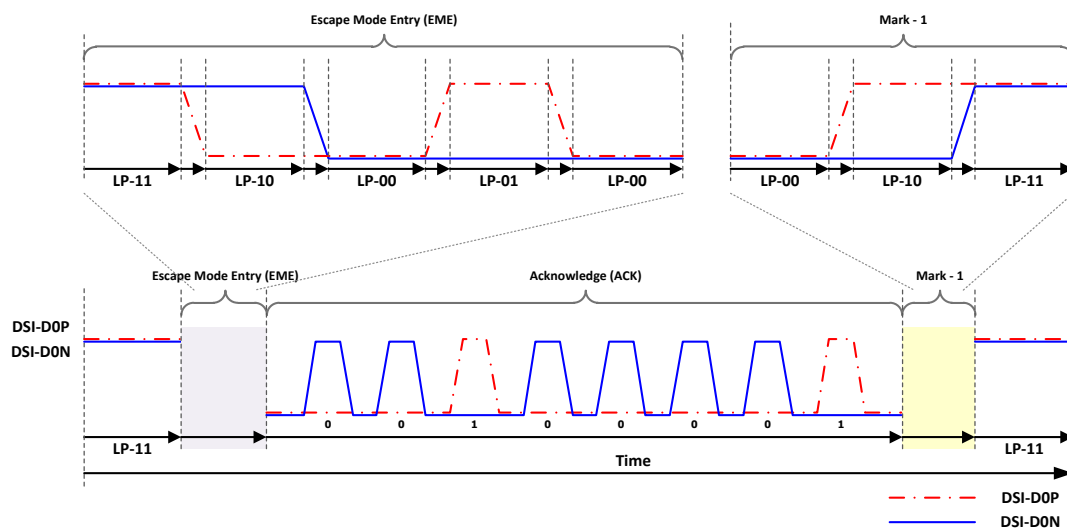 Escape Mode Entry (EME)
Mark - 1
LP-11
LP-10
LP-00
LP-01
LP-00
LP-00
LP-10
LP-11
Escape Mode Entry (EME)
Acknowledge (ACK)
Mark - 1
DSI-D0P
DSI-D0N
0 0 1 0 0 0 0 1
LP-11
LP-11
Time
DSI-D0P
DSI-D0N